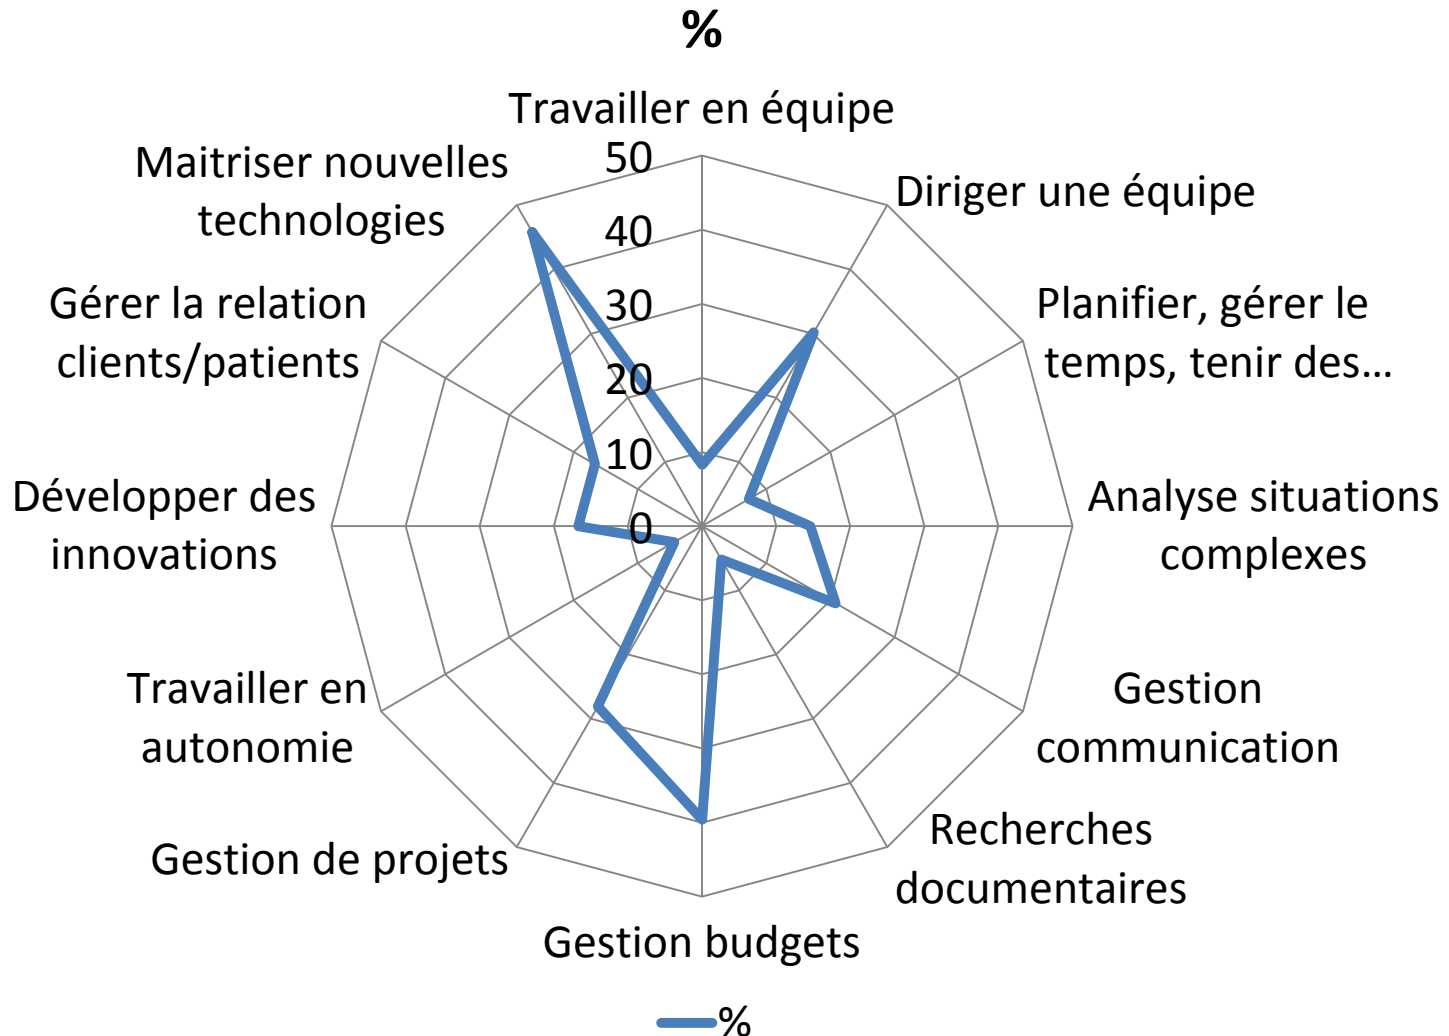 %
Travailler en équipe
Diriger une équipe
Planifier, gérer le
temps, tenir des…
Analyse situations
complexes
Gestion
communication
Recherches
documentaires
Gestion budgets
Gestion de projets
Travailler en
autonomie
Développer des
innovations
Gérer la relation
clients/patients
Maitriser nouvelles
technologies
50
40
30
20
10
0
%